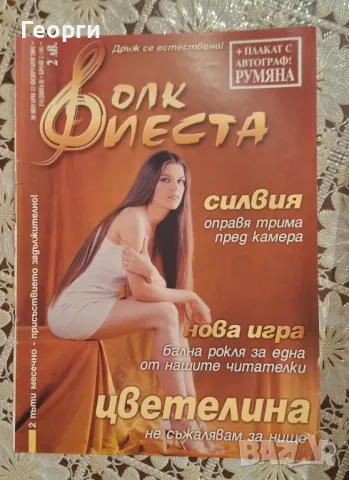 Георги
Дръж се естествено!
+ ПЛАКАТ С
АВТОГРАФ!
РУМЯНА
2 лв.
ФОЛК
ФИЕСТА
силвия
оправя трима
пред камера
нова игра
бална рокля за една
от нашите читателки
цветелина
не съжалявам за нищо
2 пъти месечно - присъствието задължително!
BAZAR